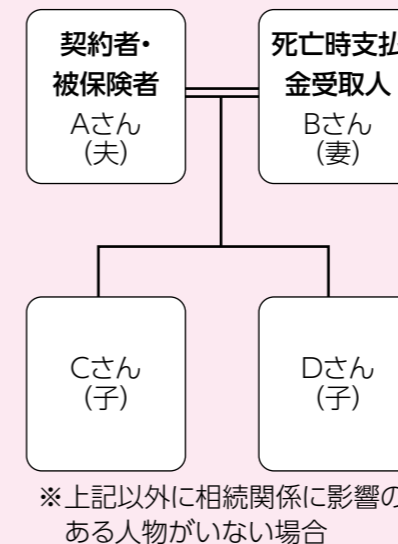 契約者・
被保険者
Aさん
(夫)
死亡時支払
金受取人
Bさん
(妻)
Cさん
(子)
Dさん
(子)
※上記以外に相続関係に影響の
ある人物がいない場合